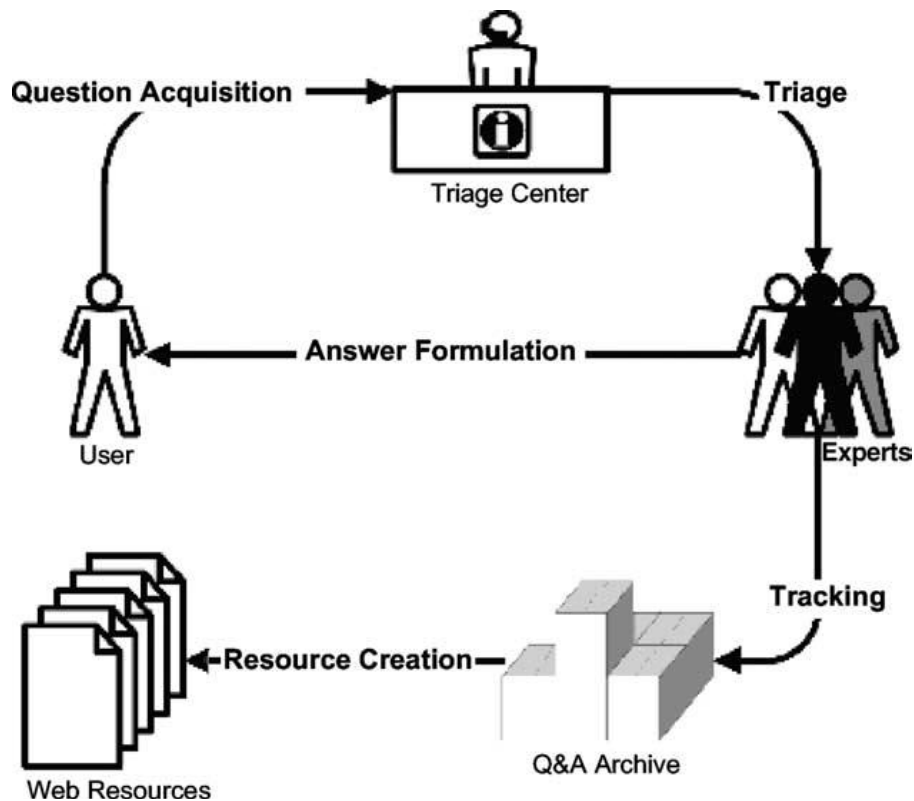 Question Acquisition
Triage
i
Triage Center
Answer Formulation
User
Experts
Tracking
Resource Creation
Q&A Archive
Web Resources